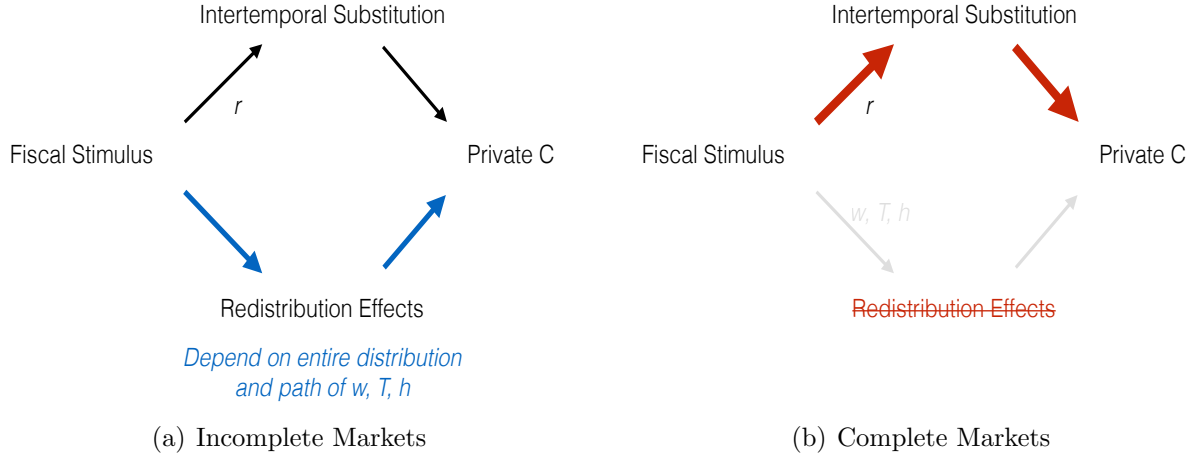 Intertemporal Substitution
r
Fiscal Stimulus
Private C
Redistribution Effects
Depend on entire distribution
and path of w, T, h
(a) Incomplete Markets
Intertemporal Substitution
r
Fiscal Stimulus
Private C
w, T, h
Redistribution Effects
(b) Complete Markets